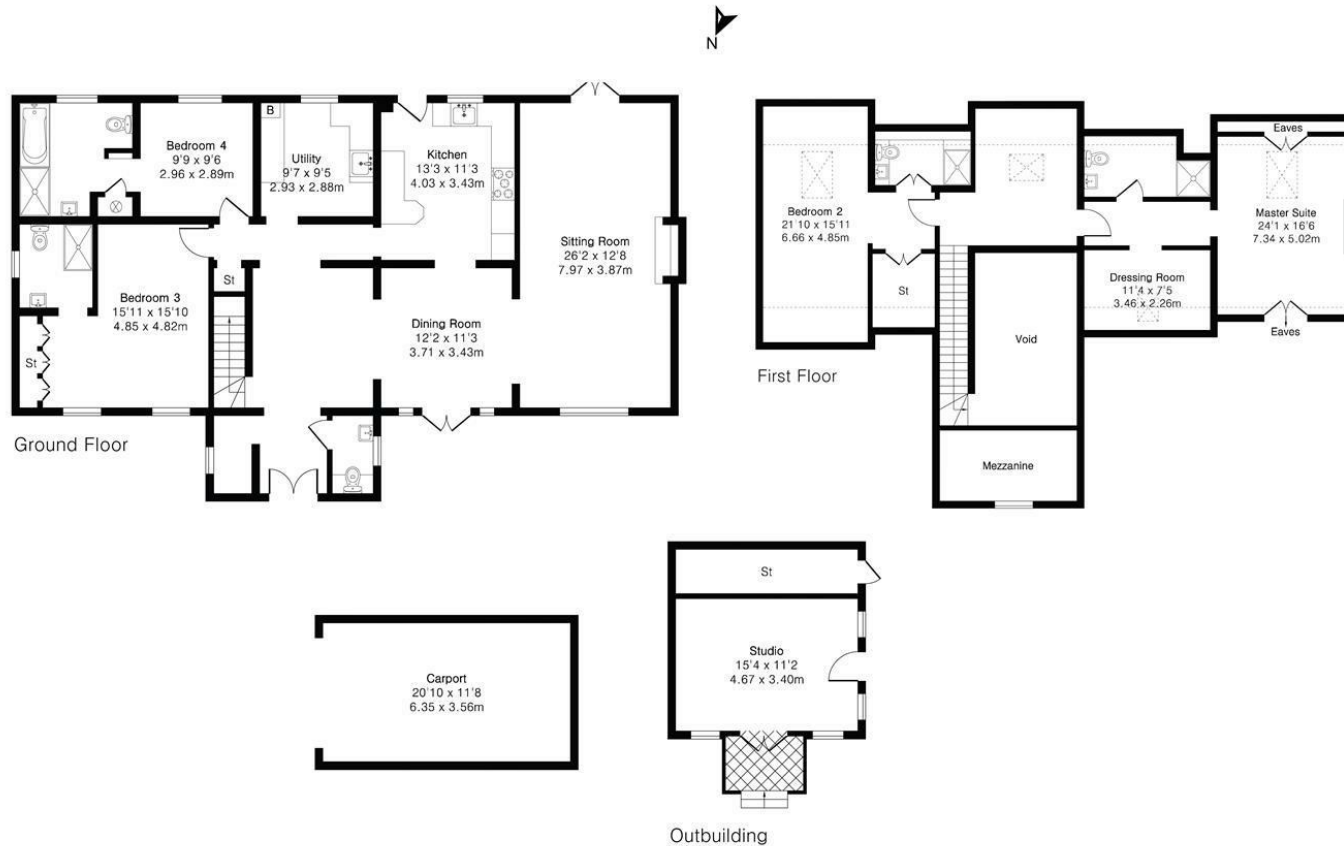 N
B
Bedroom 4
9'9 x 9'6
2.96 x 2.89m
Utility
9'7 x 9'5
2.93 x 2.88m
Kitchen
13'3 x 11'3
4.03 x 3.43m
Sitting Room
26'2 x 12'8
7.97 x 3.87m
St
Bedroom 3
15'11 x 15'10
4.85 x 4.82m
St
Dining Room
12'2 x 11'3
3.71 x 3.43m
Ground Floor
Eaves
Bedroom 2
21'10 x 15'11
6.66 x 4.85m
Master Suite
24'1 x 16'6
7.34 x 5.02m
St
Dressing Room
11'4 x 7'5
3.46 x 2.26m
Void
Eaves
First Floor
Mezzanine
St
Carport
20'10 x 11'8
6.35 x 3.56m
Studio
15'4 x 11'2
4.67 x 3.40m
Outbuilding